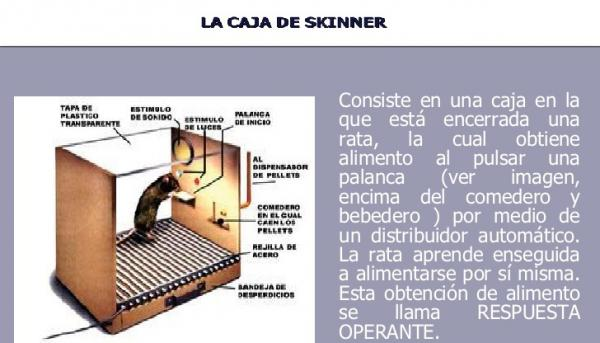 LA CAJA DE SKINNER
TAPA DE
PLASTICO
TRANSPARENTE
ESTIMULO
DE SONIDO
ESTIMULO
DE LUCES
PALANCA
DE INICIO
AL
DISPENSADOR
DE PELLETS
COMEDERO
EN EL CUAL
CAEN LOS
PELLETS
REJILLA DE
ACERO
BANDEJA DE
DESPERDICIOS
Consiste en una caja en la
que está encerrada una
rata, la cual obtiene
alimento al pulsar una
palanca (ver imagen,
encima del comedero y
bebedero ) por medio de
un distribuidor automático.
La rata aprende enseguida
a alimentarse por sí misma.
Esta obtención de alimento
se llama RESPUESTA
OPERANTE.